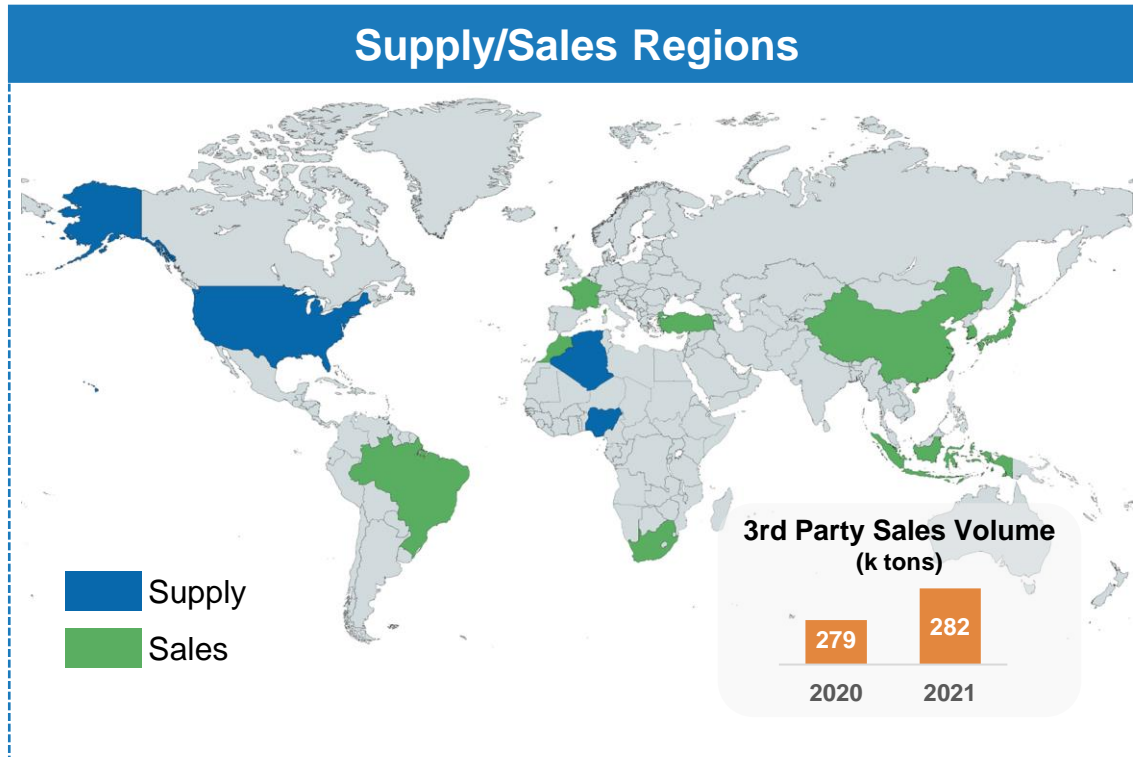 Supply/Sales Regions
3rd Party Sales Volume
(k tons)
279
282
2020
2021
Supply
Sales